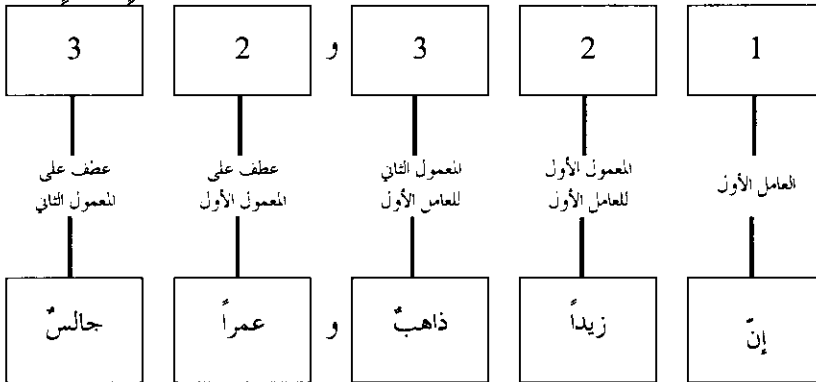 1 2 3 و 2 3
العامل الأول
المعمول الأول
للعامل الأول
المعمول الثاني
للعامل الأول
عطف على
المعمول الأول
عطف على
المعمول الثاني
إنّ زيداً ذاهبٌ و عمراً جالسٌ